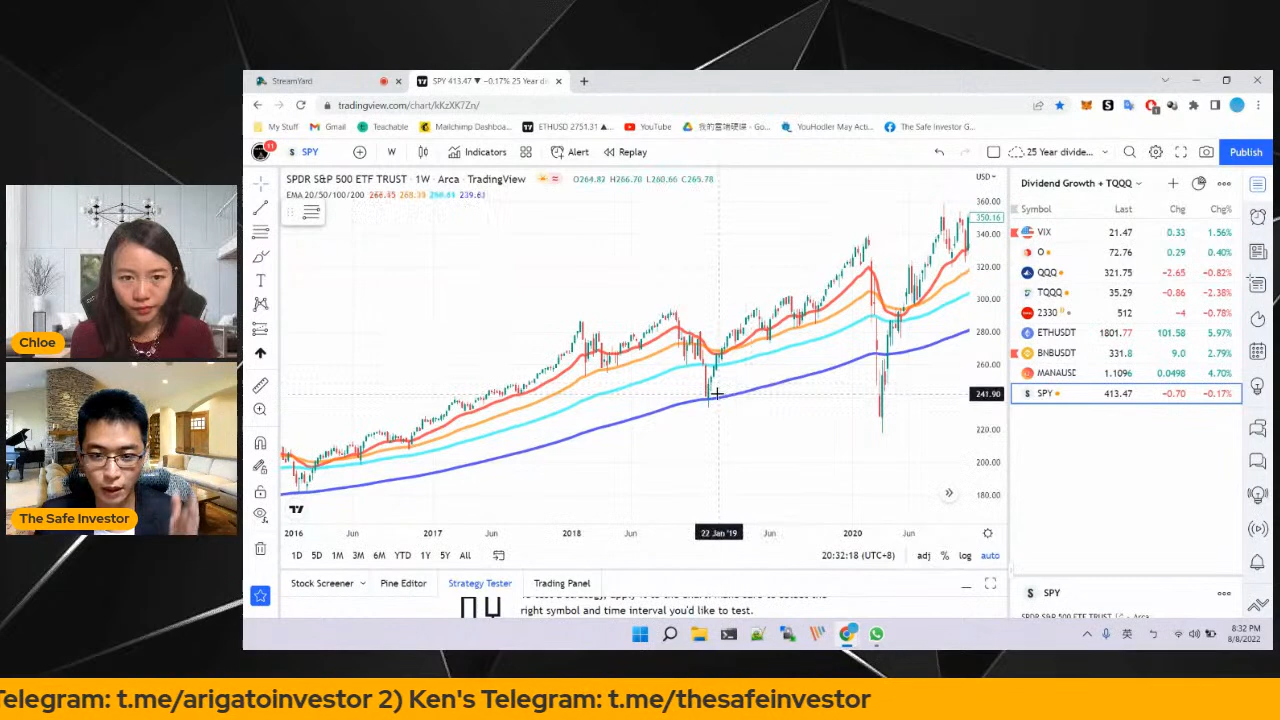 StreamYard
SPY 413.47 ▼ −0.17% 25 Year di
tradingview.com/chart/kKzXK7Zn/
My Stuff
Gmail
Teachable
Mailchimp Dashboa...
ETHUSD 2751.31 ▲...
YouTube
我的雲端硬碟 - Go...
YouHodler May Acti...
The Safe Investor G...
11
SPY
W
Indicators
Alert
Replay
25 Year divide...
Publish
SPDR S&P 500 ETF TRUST · 1W · Arca · TradingView
O264.82 H266.70 L260.66 C265.78
EMA 20/50/100/200
USD
360.00
350.16
340.00
320.00
300.00
280.00
260.00
241.90
220.00
200.00
180.00
2016
Jun
2017
Jun
2018
Jun
22 Jan '19
Jun
2020
Jun
1D
5D
1M
3M
6M
YTD
1Y
5Y
All
20:32:18 (UTC+8)
adj
%
log
auto
Stock Screener
Pine Editor
Strategy Tester
Trading Panel
right symbol and time interval you'd like to test.
Dividend Growth + TQQQ
Symbol Last Chg Chg%
VIX 21.47 0.33 1.56%
O 72.76 0.29 0.40%
QQQ 321.75 −2.65 −0.82%
TQQQ 35.29 −0.86 −2.38%
2330 512 −4 −0.78%
ETHUSDT 1801.77 101.58 5.97%
BNBUSDT 331.8 9.0 2.79%
MANAUSD 1.1096 0.0498 4.70%
SPY 413.47 −0.70 −0.17%
SPY
SPDR S&P 500 ETF TRUST
Arca
英
8:32 PM
8/8/2022
Chloe
The Safe Investor
Telegram: t.me/arigatoinvestor 2) Ken's Telegram: t.me/thesafeinvestor